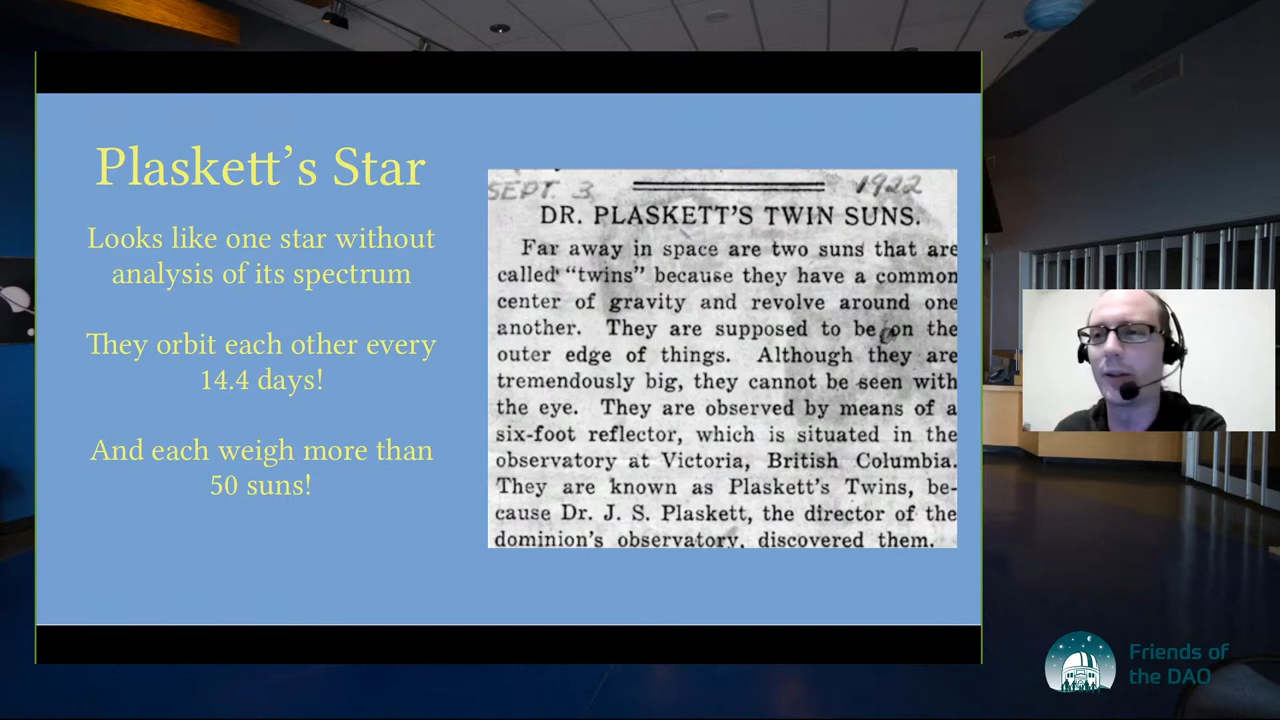 Plaskett's Star
Looks like one star without
analysis of its spectrum
They orbit each other every
14.4 days!
And each weigh more than
50 suns!
SEPT. 3 1922
DR. PLASKETT'S TWIN SUNS.
Far away in space are two suns that are
called "twins" because they have a common
center of gravity and revolve around one
another. They are supposed to be on the
outer edge of things. Although they are
tremendously big, they cannot be seen with
the eye. They are observed by means of a
six-foot reflector, which is situated in the
observatory at Victoria, British Columbia.
They are known as Plaskett's Twins, be-
cause Dr. J. S. Plaskett, the director of the
dominion's observatory, discovered them.
Friends of
the DAO